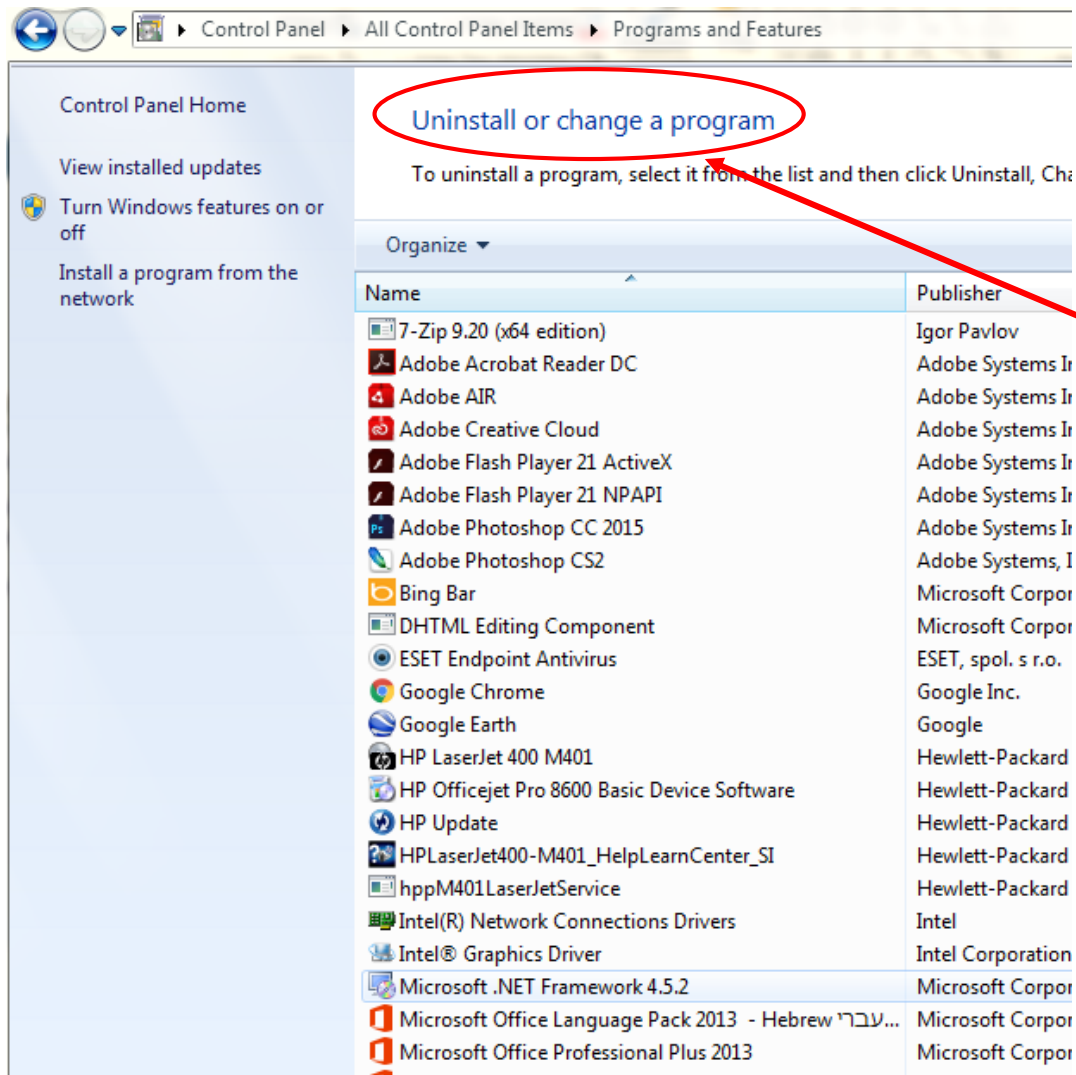 Control Panel ▸ All Control Panel Items ▸ Programs and Features
Control Panel Home
View installed updates
Turn Windows features on or
off
Install a program from the
network
Uninstall or change a program
To uninstall a program, select it from the list and then click Uninstall, Cha
Organize
Name Publisher
7-Zip 9.20 (x64 edition) Igor Pavlov
Adobe Acrobat Reader DC Adobe Systems In
Adobe AIR Adobe Systems In
Adobe Creative Cloud Adobe Systems In
Adobe Flash Player 21 ActiveX Adobe Systems In
Adobe Flash Player 21 NPAPI Adobe Systems In
Adobe Photoshop CC 2015 Adobe Systems In
Adobe Photoshop CS2 Adobe Systems, I
Bing Bar Microsoft Corpor
DHTML Editing Component Microsoft Corpor
ESET Endpoint Antivirus ESET, spol. s r.o.
Google Chrome Google Inc.
Google Earth Google
HP LaserJet 400 M401 Hewlett-Packard
HP Officejet Pro 8600 Basic Device Software Hewlett-Packard
HP Update Hewlett-Packard
HPLaserJet400-M401_HelpLearnCenter_SI Hewlett-Packard
hppM401LaserJetService Hewlett-Packard
Intel(R) Network Connections Drivers Intel
Intel® Graphics Driver Intel Corporation
Microsoft .NET Framework 4.5.2 Microsoft Corpor
Microsoft Office Language Pack 2013 - Hebrew עברי... Microsoft Corpor
Microsoft Office Professional Plus 2013 Microsoft Corpor